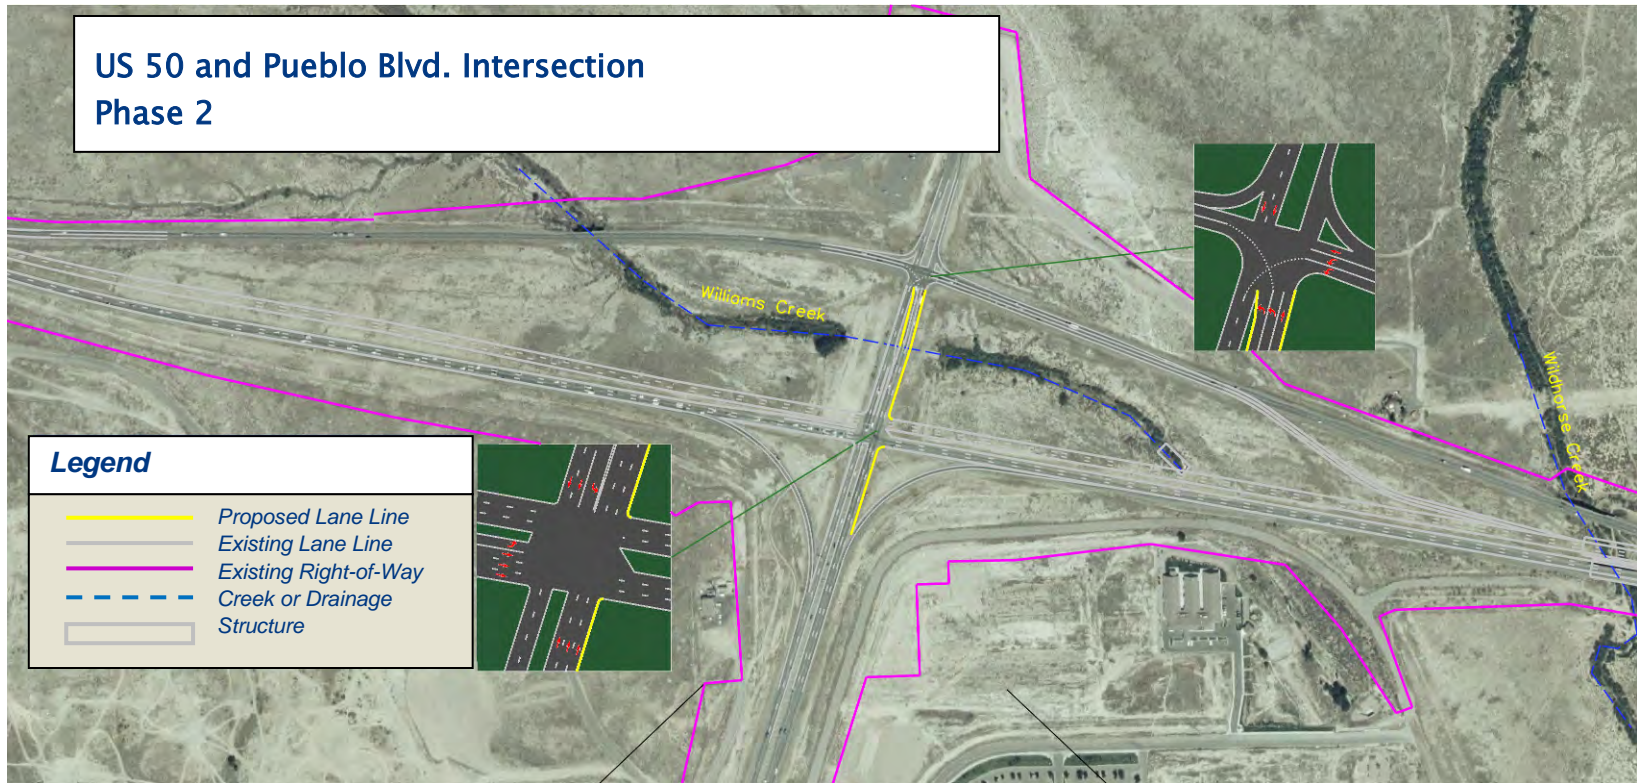 US 50 and Pueblo Blvd. Intersection
Phase 2
Williams Creek
Wildhorse Creek
Legend
Proposed Lane Line
Existing Lane Line
Existing Right-of-Way
Creek or Drainage
Structure